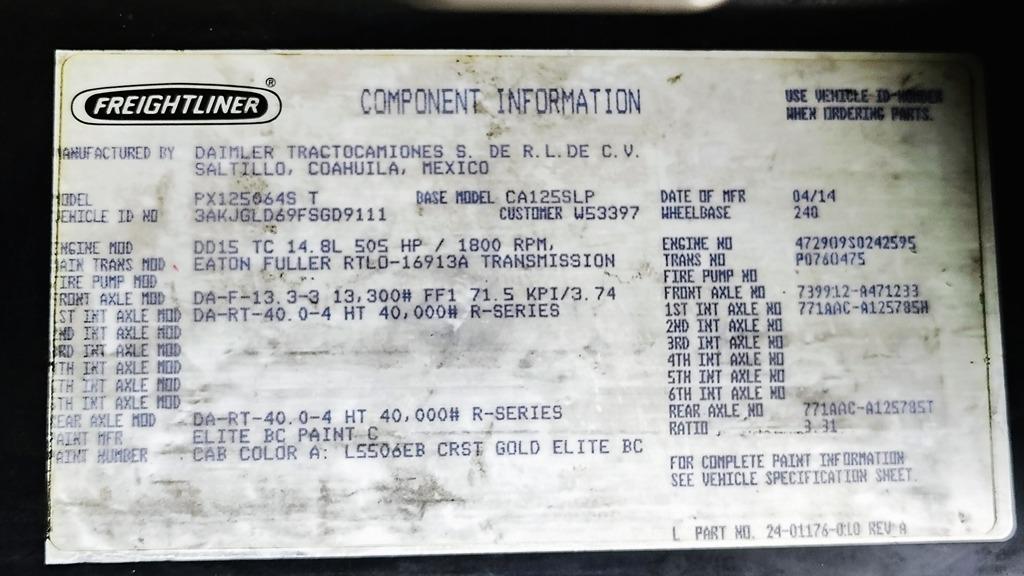 FREIGHTLINER®
COMPONENT INFORMATION
USE VEHICLE ID NUMBER
WHEN ORDERING PARTS.
ANUFACTURED BY DAIMLER TRACTOCAMIONES S. DE R.L.DE C.V.
SALTILLO, COAHUILA, MEXICO
ODEL PX125064S T BASE MODEL CA125SLP DATE OF MFR 04/14
EHICLE ID NO 3AKJGLD69FSGD9111 CUSTOMER W53397 WHEELBASE 240
NGINE MOD DD15 TC 14.8L 505 HP / 1800 RPM, ENGINE NO 472909S0242595
AIN TRANS MOD EATON FULLER RTLO-16913A TRANSMISSION TRANS NO P0760475
IRE PUMP MOD FIRE PUMP NO
FRONT AXLE MOD DA-F-13.3-3 13,300# FF1 71.5 KPI/3.74 FRONT AXLE NO 739912-A471233
1ST INT AXLE MOD DA-RT-40.0-4 HT 40,000# R-SERIES 1ST INT AXLE NO 771AAC-A125785H
ND INT AXLE MOD 2ND INT AXLE NO
RD INT AXLE MOD 3RD INT AXLE NO
TH INT AXLE MOD 4TH INT AXLE NO
TH INT AXLE MOD 5TH INT AXLE NO
TH INT AXLE MOD 6TH INT AXLE NO
EAR AXLE MOD DA-RT-40.0-4 HT 40,000# R-SERIES REAR AXLE NO 771AAC-A125785T
AINT MFR ELITE BC PAINT C RATIO 3.31
AINT NUMBER CAB COLOR A: L5506EB CRST GOLD ELITE BC
FOR COMPLETE PAINT INFORMATION
SEE VEHICLE SPECIFICATION SHEET.
L PART NO. 24-01176-010 REV A